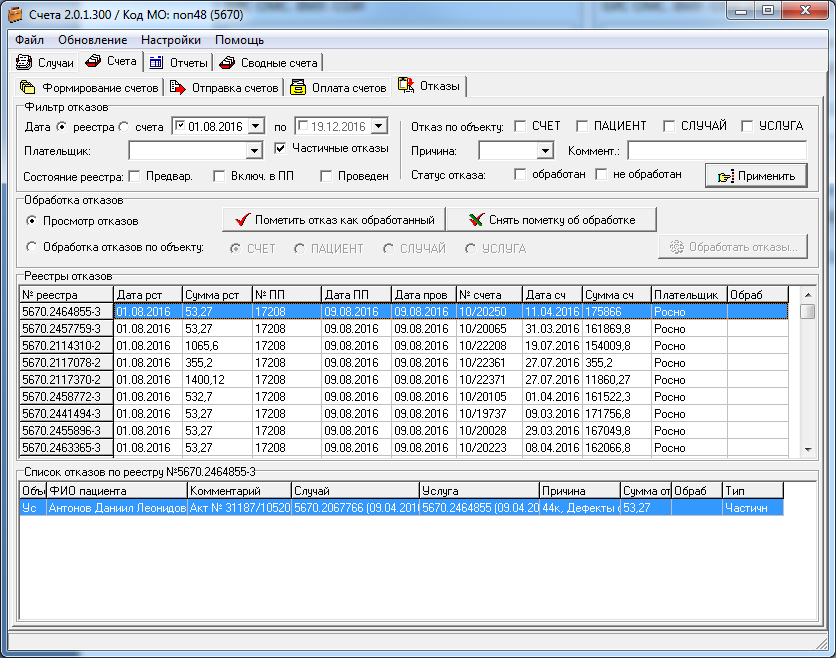 Счета 2.0.1.300 / Код МО: поп48 (5670)
Файл Обновление Настройки Помощь
Случаи Счета Отчеты Сводные счета
Формирование счетов Отправка счетов Оплата счетов Отказы
Фильтр отказов
Дата реестра счета 01.08.2016 по 19.12.2016 Отказ по объекту: СЧЕТ ПАЦИЕНТ СЛУЧАЙ УСЛУГА
Плательщик: Частичные отказы Причина: Коммент.:
Состояние реестра: Предвар. Включ. в ПП Проведен Статус отказа: обработан не обработан Применить
Обработка отказов
Просмотр отказов Пометить отказ как обработанный Снять пометку об обработке
Обработка отказов по объекту: СЧЕТ ПАЦИЕНТ СЛУЧАЙ УСЛУГА Обработать отказы...
Реестры отказов
№ реестра Дата рст Сумма рст № ПП Дата ПП Дата пров № счета Дата сч Сумма сч Плательщик Обраб
5670.2464855-3 01.08.2016 53,27 17208 09.08.2016 09.08.2016 10/20250 11.04.2016 175866 Росно
5670.2457759-3 01.08.2016 53,27 17208 09.08.2016 09.08.2016 10/20065 31.03.2016 161869,8 Росно
5670.2114310-2 01.08.2016 1065,6 17208 09.08.2016 09.08.2016 10/22208 19.07.2016 154009,8 Росно
5670.2117078-2 01.08.2016 355,2 17208 09.08.2016 09.08.2016 10/22361 27.07.2016 355,2 Росно
5670.2117370-2 01.08.2016 1400,12 17208 09.08.2016 09.08.2016 10/22371 27.07.2016 11860,27 Росно
5670.2458772-3 01.08.2016 532,7 17208 09.08.2016 09.08.2016 10/20105 01.04.2016 161522,3 Росно
5670.2441494-3 01.08.2016 53,27 17208 09.08.2016 09.08.2016 10/19737 09.03.2016 171756,8 Росно
5670.2455896-3 01.08.2016 53,27 17208 09.08.2016 09.08.2016 10/20028 29.03.2016 167049,8 Росно
5670.2463365-3 01.08.2016 53,27 17208 09.08.2016 09.08.2016 10/20223 08.04.2016 162066,8 Росно
Список отказов по реестру №5670.2464855-3
Объ ФИО пациента Комментарий Случай Услуга Причина Сумма от Обраб Тип
Ус Антонов Даниил Леонидов Акт № 31187/10520 5670.2067766 (09.04.201 5670.2464855 (09.04.20 44к, Дефекты 53,27 Частичн